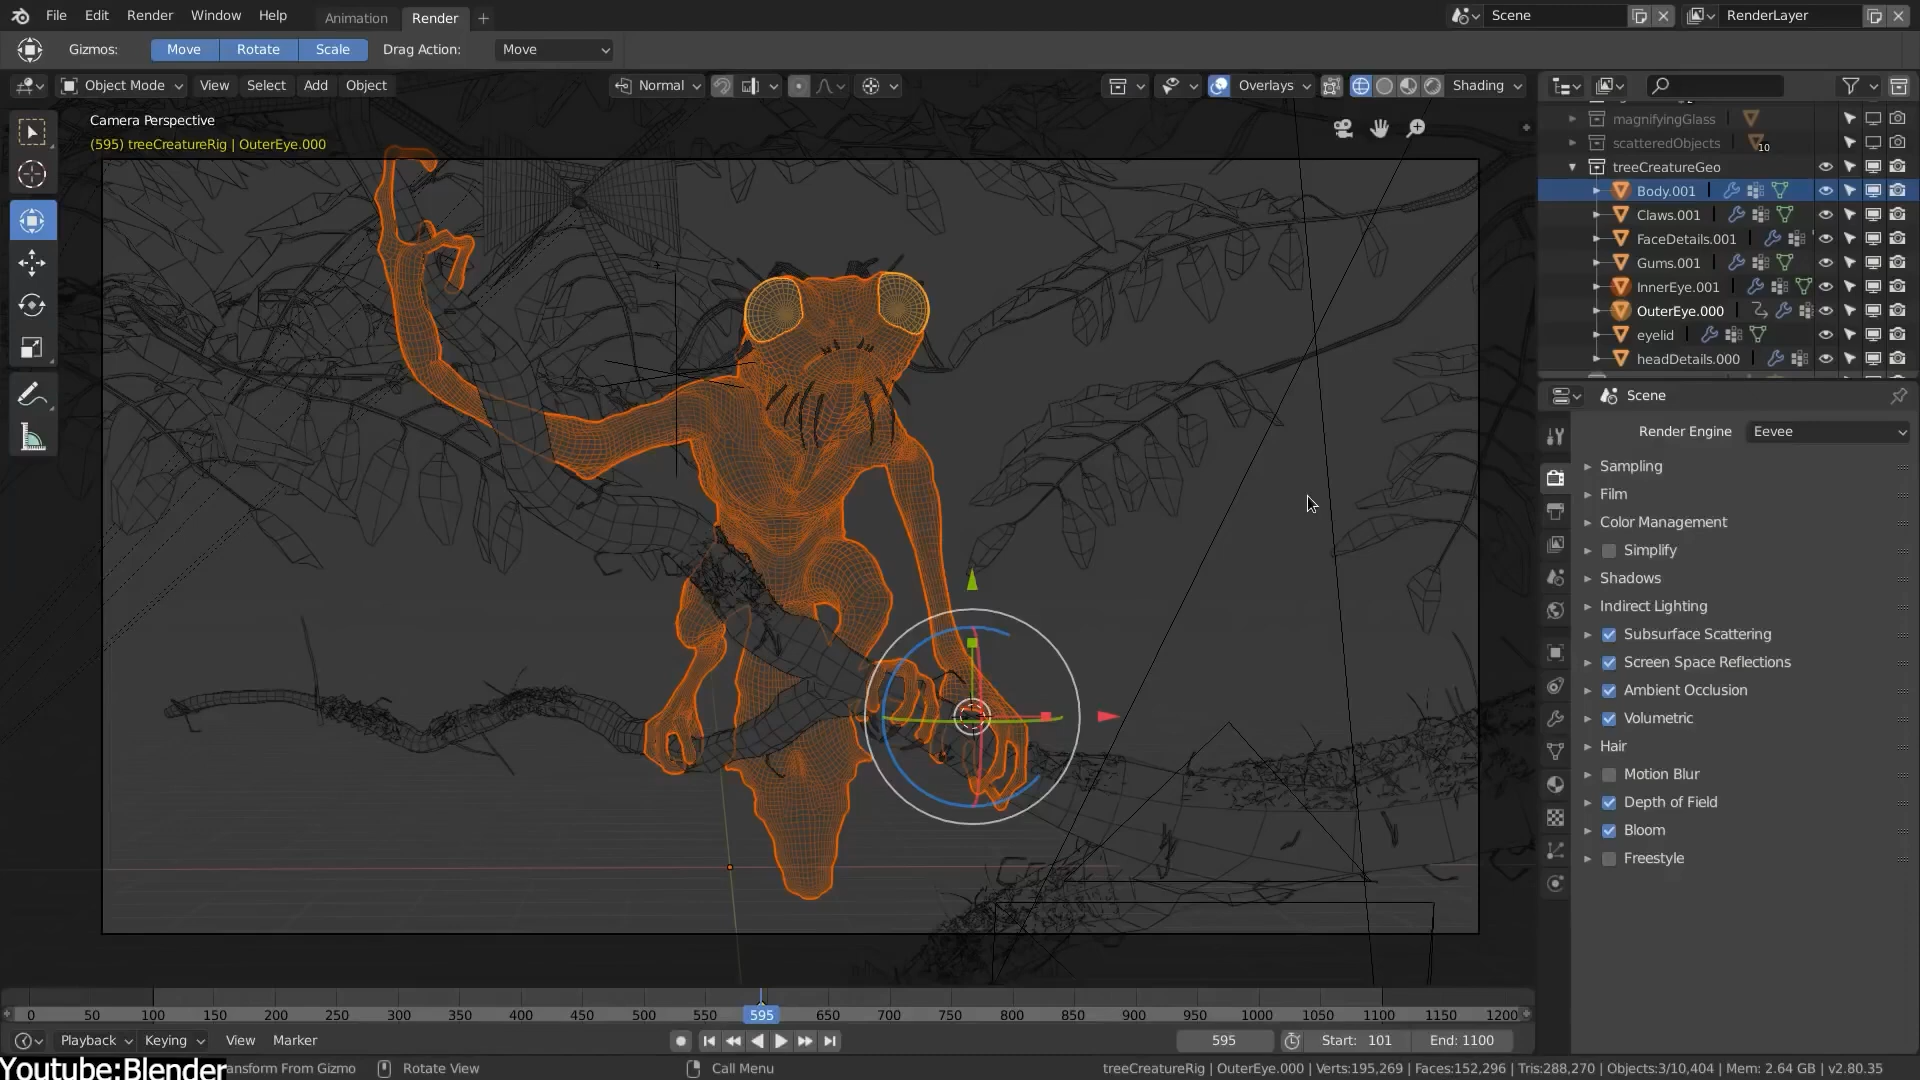 File Edit Render Window Help Animation Render + Scene RenderLayer
Gizmos: Move Rotate Scale Drag Action: Move
Object Mode View Select Add Object Normal Overlays Shading
Camera Perspective
(595) treeCreatureRig | OuterEye.000
magnifyingGlass
scatteredObjects 10
treeCreatureGeo
Body.001
Claws.001
FaceDetails.001
Gums.001
InnerEye.001
OuterEye.000
eyelid
headDetails.000
Scene
Render Engine Eevee
Sampling
Film
Color Management
Simplify
Shadows
Indirect Lighting
Subsurface Scattering
Screen Space Reflections
Ambient Occlusion
Volumetric
Hair
Motion Blur
Depth of Field
Bloom
Freestyle
0 50 100 150 200 250 300 350 400 450 500 550 595 650 700 750 800 850 900 950 1000 1050 1100 1150 1200
Playback Keying View Marker 595 Start: 101 End: 1100
Youtube:Blender ansform From Gizmo Rotate View Call Menu treeCreatureRig | OuterEye.000 | Verts:195,269 | Faces:152,296 | Tris:288,270 | Objects:3/10,404 | Mem: 2.64 GB | v2.80.35